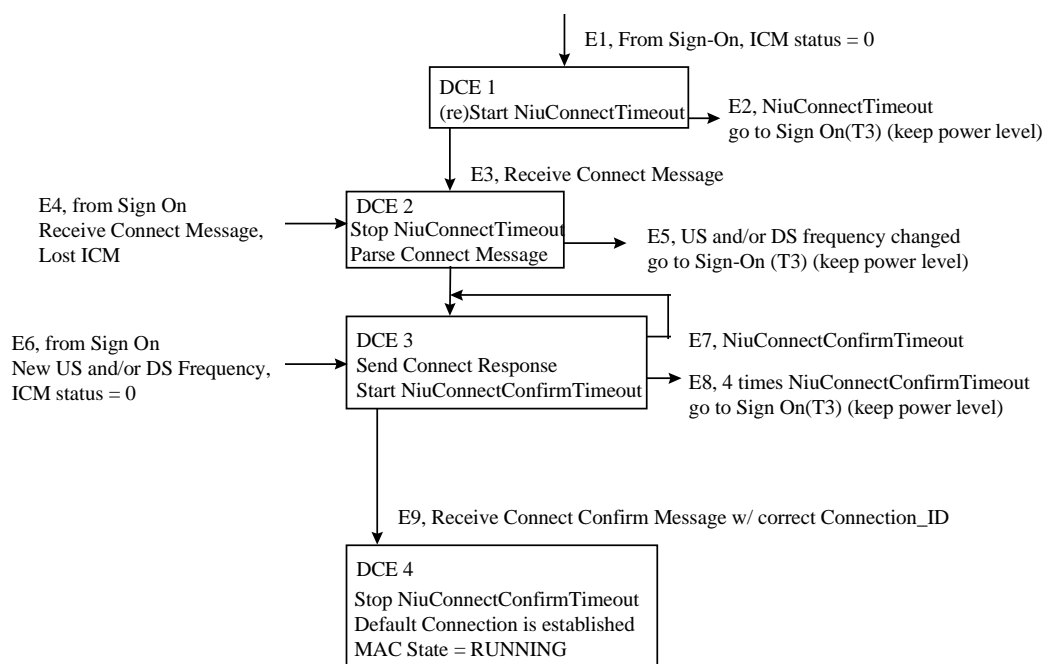 E1, From Sign-On, ICM status = 0
DCE 1
(re)Start NiuConnectTimeout
E2, NiuConnectTimeout
go to Sign On(T3) (keep power level)
E3, Receive Connect Message
E4, from Sign On
Receive Connect Message,
Lost ICM
DCE 2
Stop NiuConnectTimeout
Parse Connect Message
E5, US and/or DS frequency changed
go to Sign-On (T3) (keep power level)
E6, from Sign On
New US and/or DS Frequency,
ICM status = 0
DCE 3
Send Connect Response
Start NiuConnectConfirmTimeout
E7, NiuConnectConfirmTimeout
E8, 4 times NiuConnectConfirmTimeout
go to Sign On(T3) (keep power level)
E9, Receive Connect Confirm Message w/ correct Connection_ID
DCE 4
Stop NiuConnectConfirmTimeout
Default Connection is established
MAC State = RUNNING